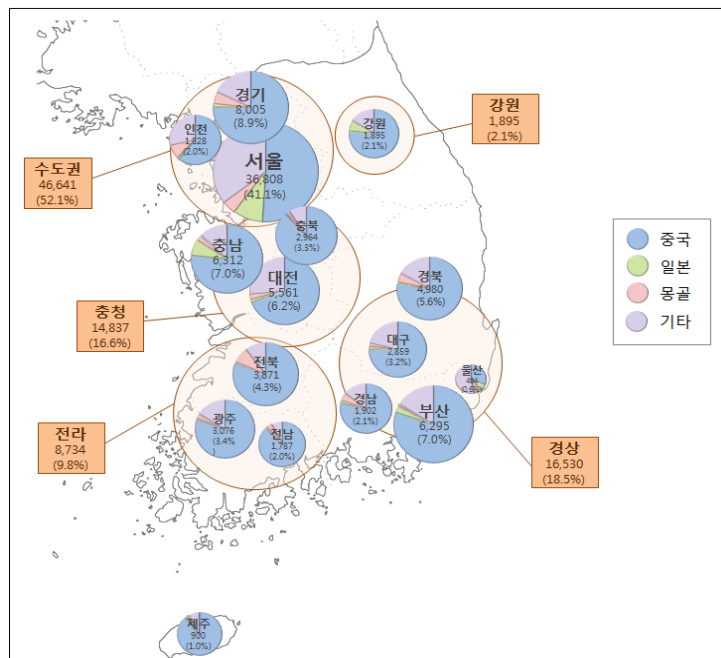 경기
8,005
(8.9%)
강원
1,895
(2.1%)
인천
1,828
(2.0%)
강원
1,895
(2.1%)
서울
36,808
(41.1%)
수도권
46,641
(52.1%)
충북
2,964
(3.3%)
중국
일본
몽골
기타
충남
6,312
(7.0%)
대전
5,561
(6.2%)
경북
4,980
(5.6%)
충청
14,837
(16.6%)
대구
2,859
(3.2%)
전북
3,871
(4.3%)
울산
(0.6%)
경남
1,902
(2.1%)
부산
6,295
(7.0%)
광주
3,076
(3.4%
)
전남
1,787
(2.0%)
전라
8,734
(9.8%)
경상
16,530
(18.5%)
제주
900
(1.0%)